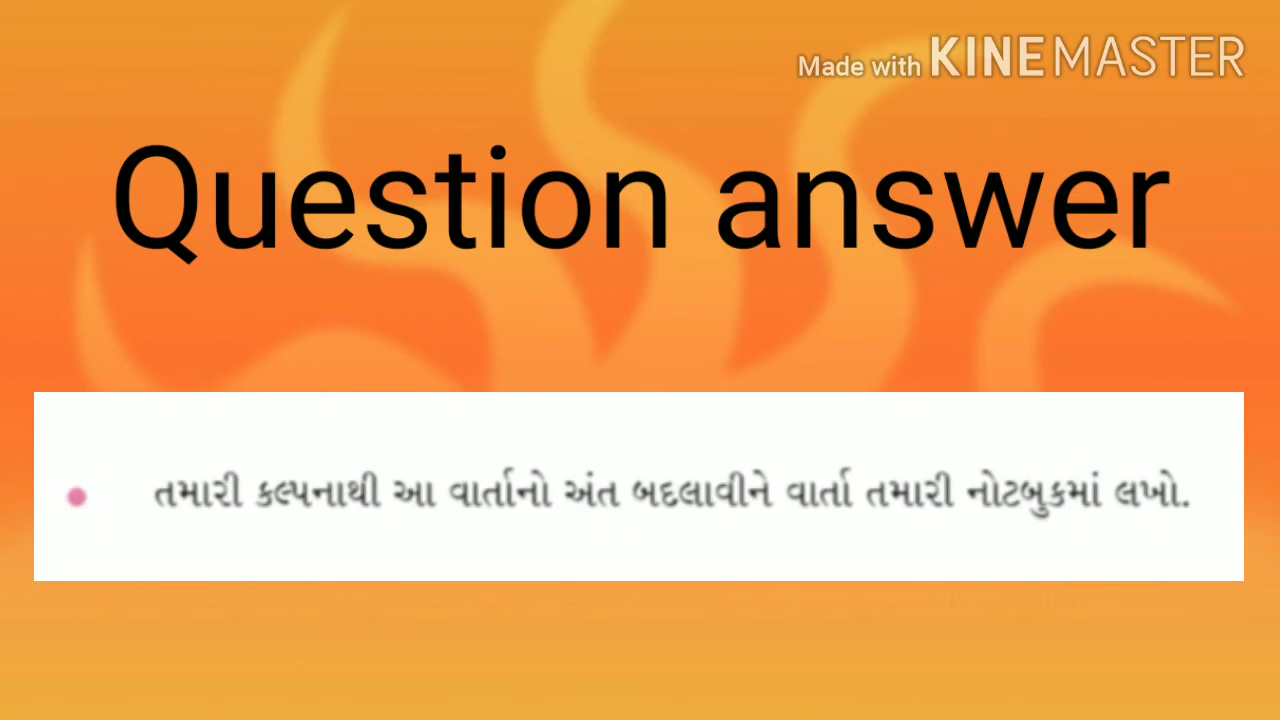 Made with KINEMASTER
Question answer
તમારી કલ્પનાથી આ વાર્તાનો અંત બદલાવીને વાર્તા તમારી નોટબુકમાં લખો.